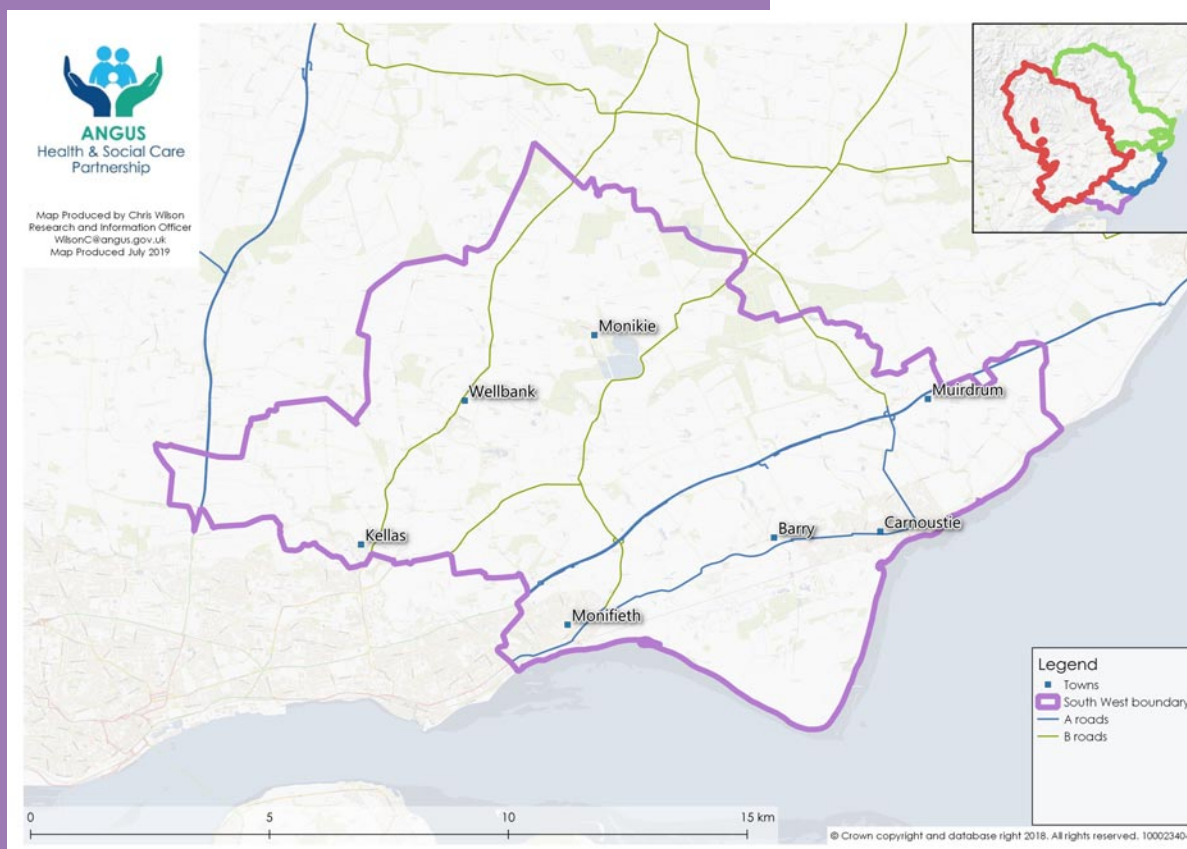 ANGUS
Health & Social Care
Partnership
Map Produced by Chris Wilson
Research and Information Officer
WilsonC@angus.gov.uk
Map Produced July 2019
Monikie
Wellbank
Muirdrum
Kellas
Barry
Carnoustie
Monifieth
Legend
Towns
South West boundary
A roads
B roads
0 5 10 15 km
© Crown copyright and database right 2018. All rights reserved. 10002340